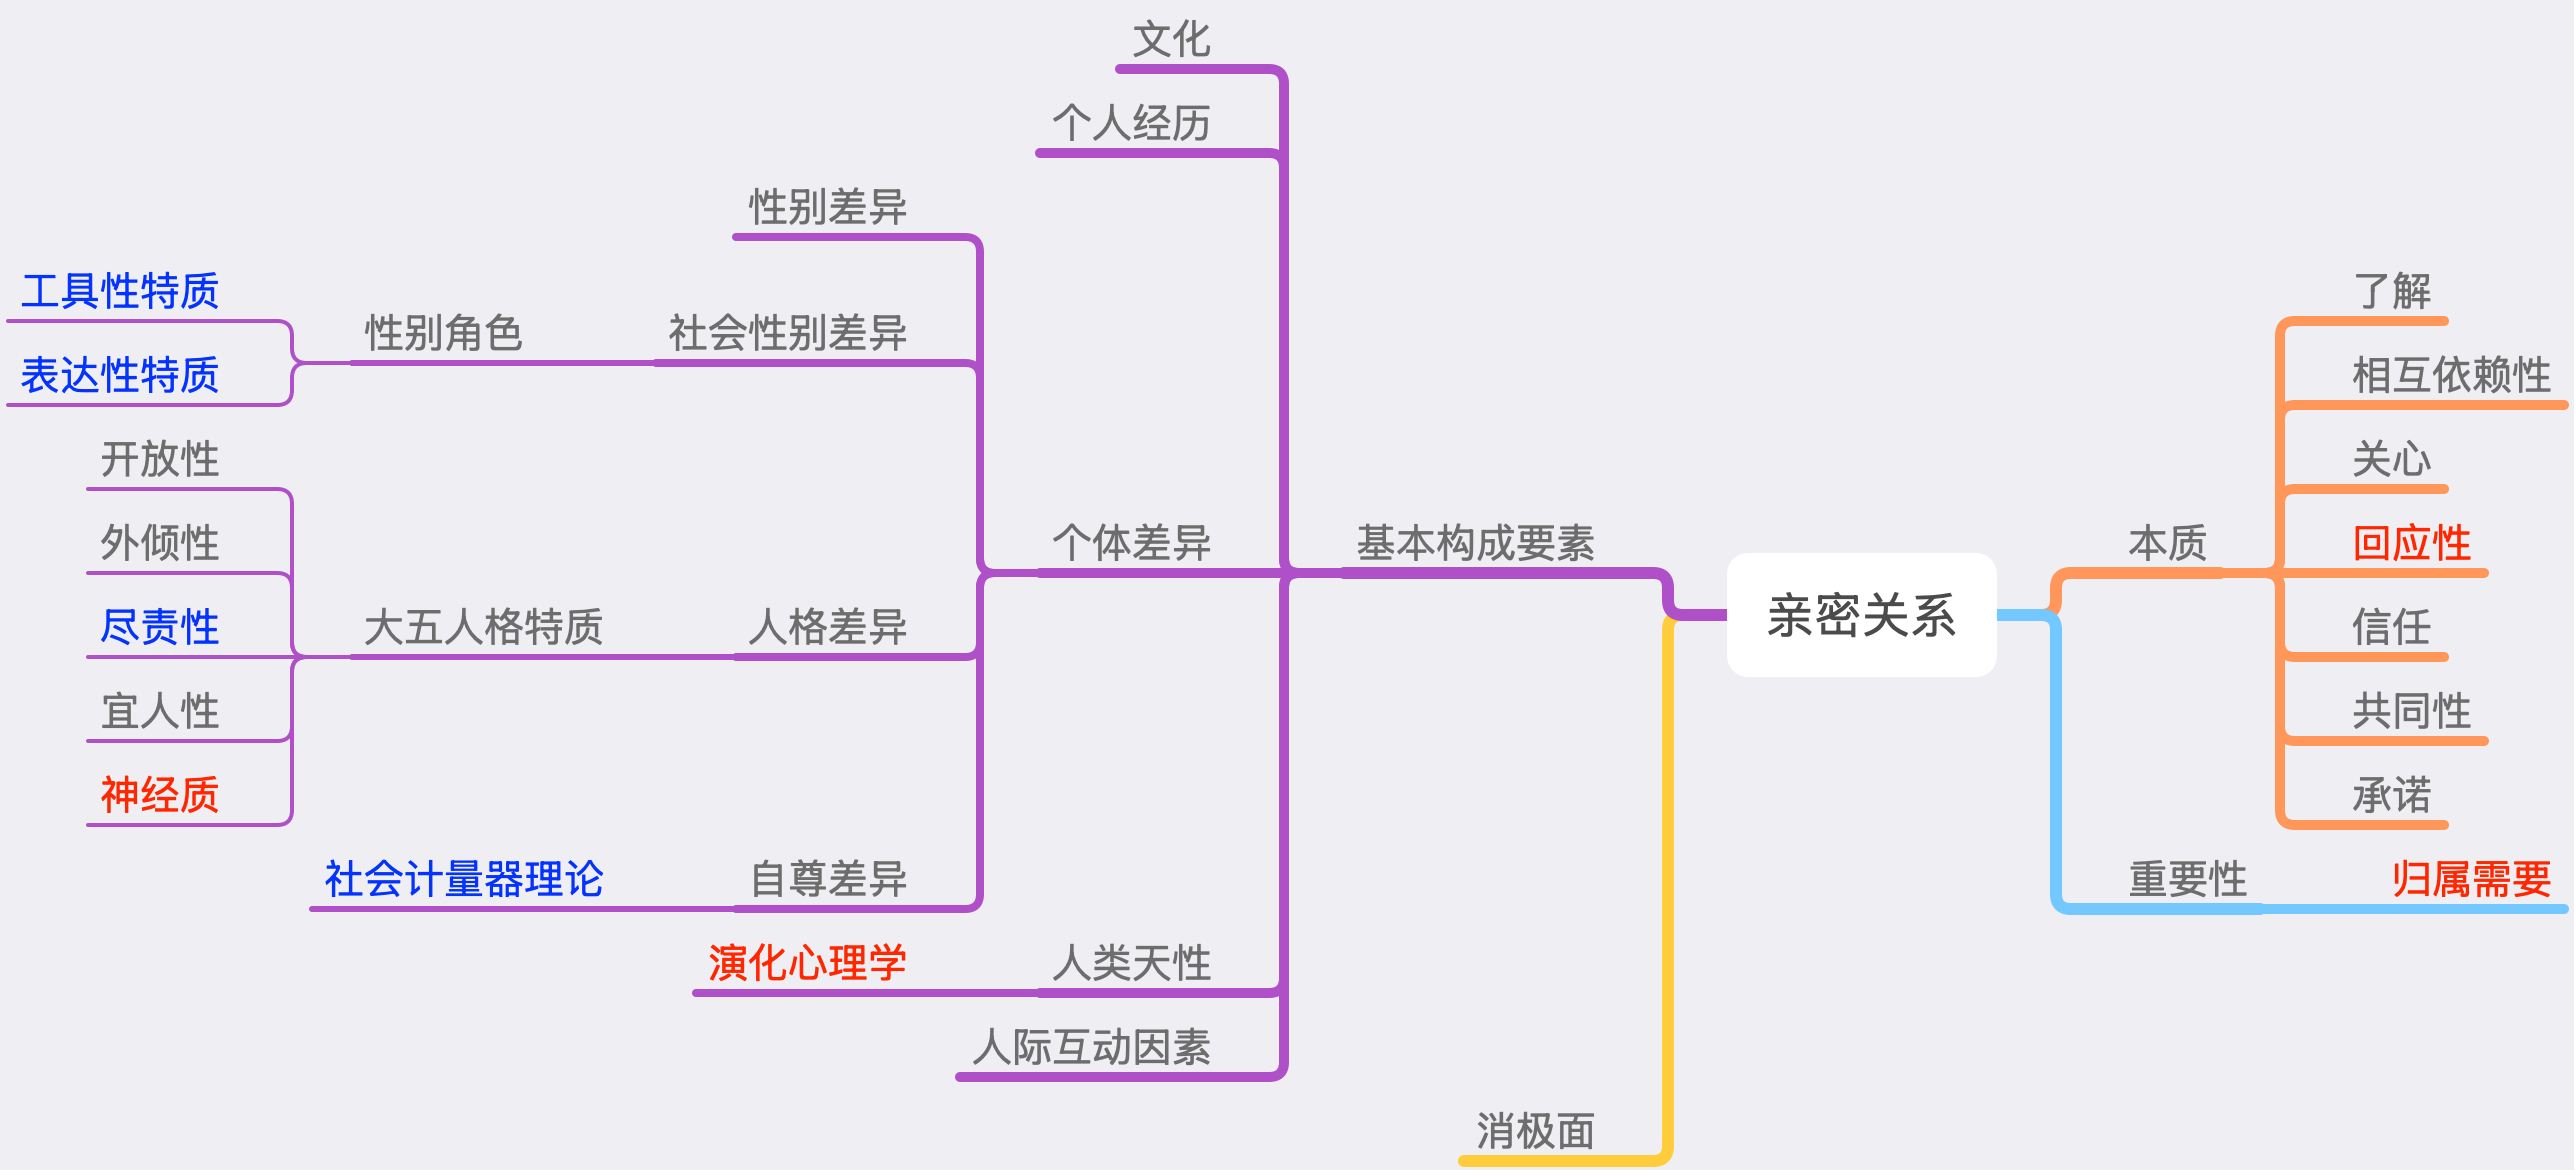 亲密关系
本质
了解
相互依赖性
关心
回应性
信任
共同性
承诺
重要性
归属需要
基本构成要素
文化
个人经历
个体差异
性别差异
社会性别差异
性别角色
工具性特质
表达性特质
人格差异
大五人格特质
开放性
外倾性
尽责性
宜人性
神经质
自尊差异
社会计量器理论
人类天性
演化心理学
人际互动因素
消极面